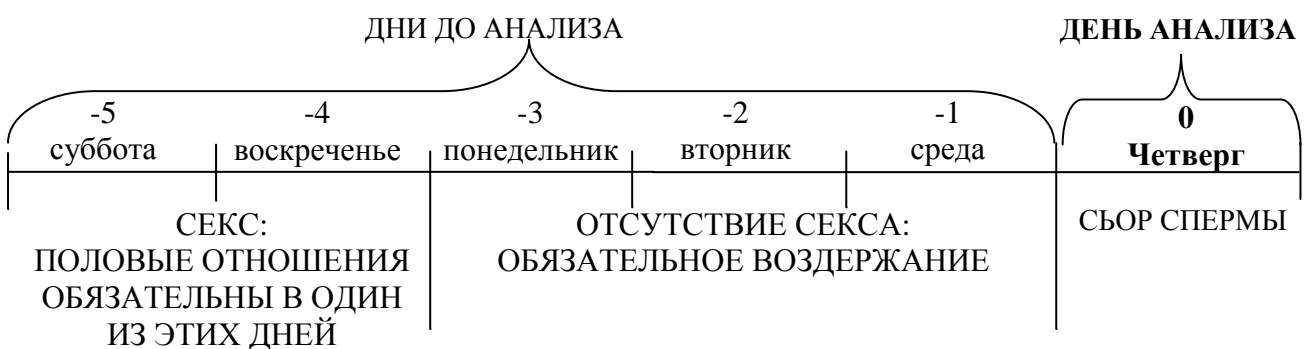 ДНИ ДО АНАЛИЗА
ДЕНЬ АНАЛИЗА
-5 -4 -3 -2 -1 0
суббота воскреченье понедельник вторник среда Четверг
СЕКС:
ПОЛОВЫЕ ОТНОШЕНИЯ
ОБЯЗАТЕЛЬНЫ В ОДИН
ИЗ ЭТИХ ДНЕЙ
ОТСУТСТВИЕ СЕКСА:
ОБЯЗАТЕЛЬНОЕ ВОЗДЕРЖАНИЕ
СЬОР СПЕРМЫ